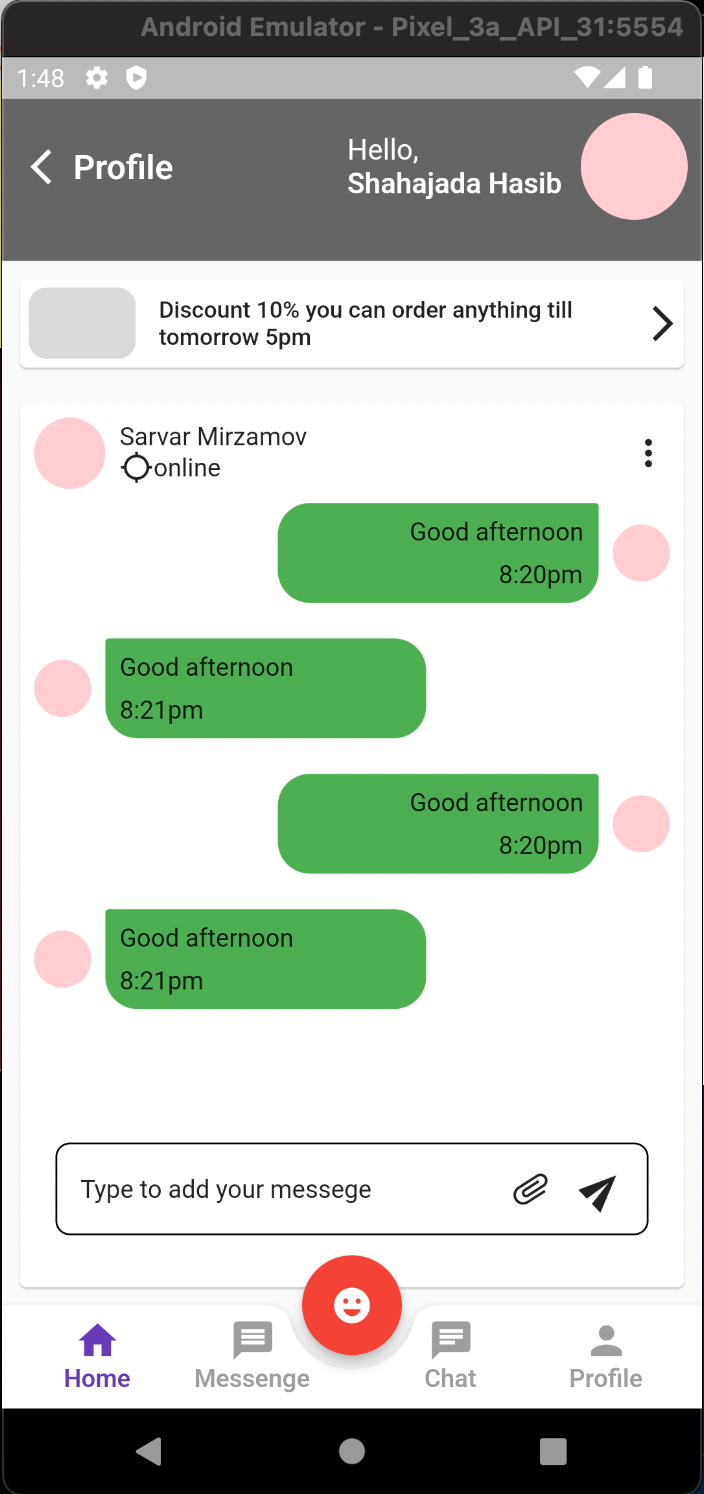 Android Emulator - Pixel_3a_API_31:5554
1:48
Profile
Hello,
Shahajada Hasib
Discount 10% you can order anything till
tomorrow 5pm
Sarvar Mirzamov
online
Good afternoon
8:20pm
Good afternoon
8:21pm
Good afternoon
8:20pm
Good afternoon
8:21pm
Type to add your messege
Home
Messenge
Chat
Profile